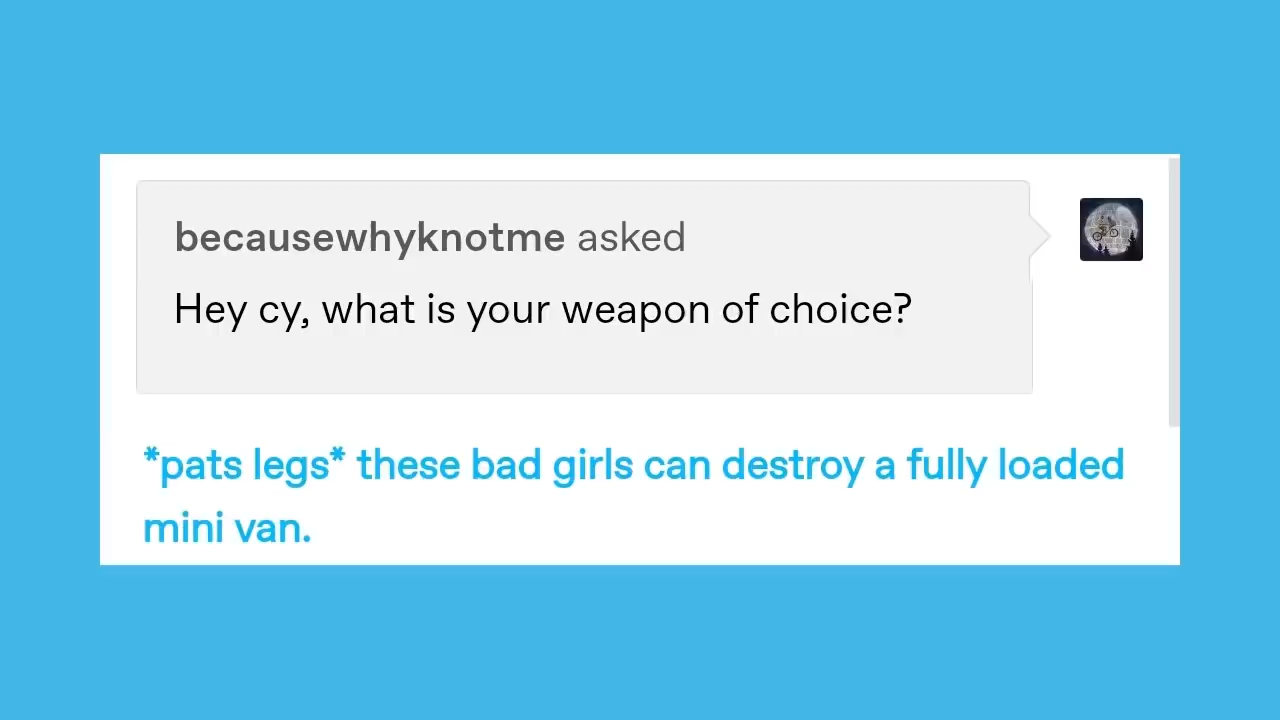 becausewhyknotme asked
Hey cy, what is your weapon of choice?
*pats legs* these bad girls can destroy a fully loaded
mini van.